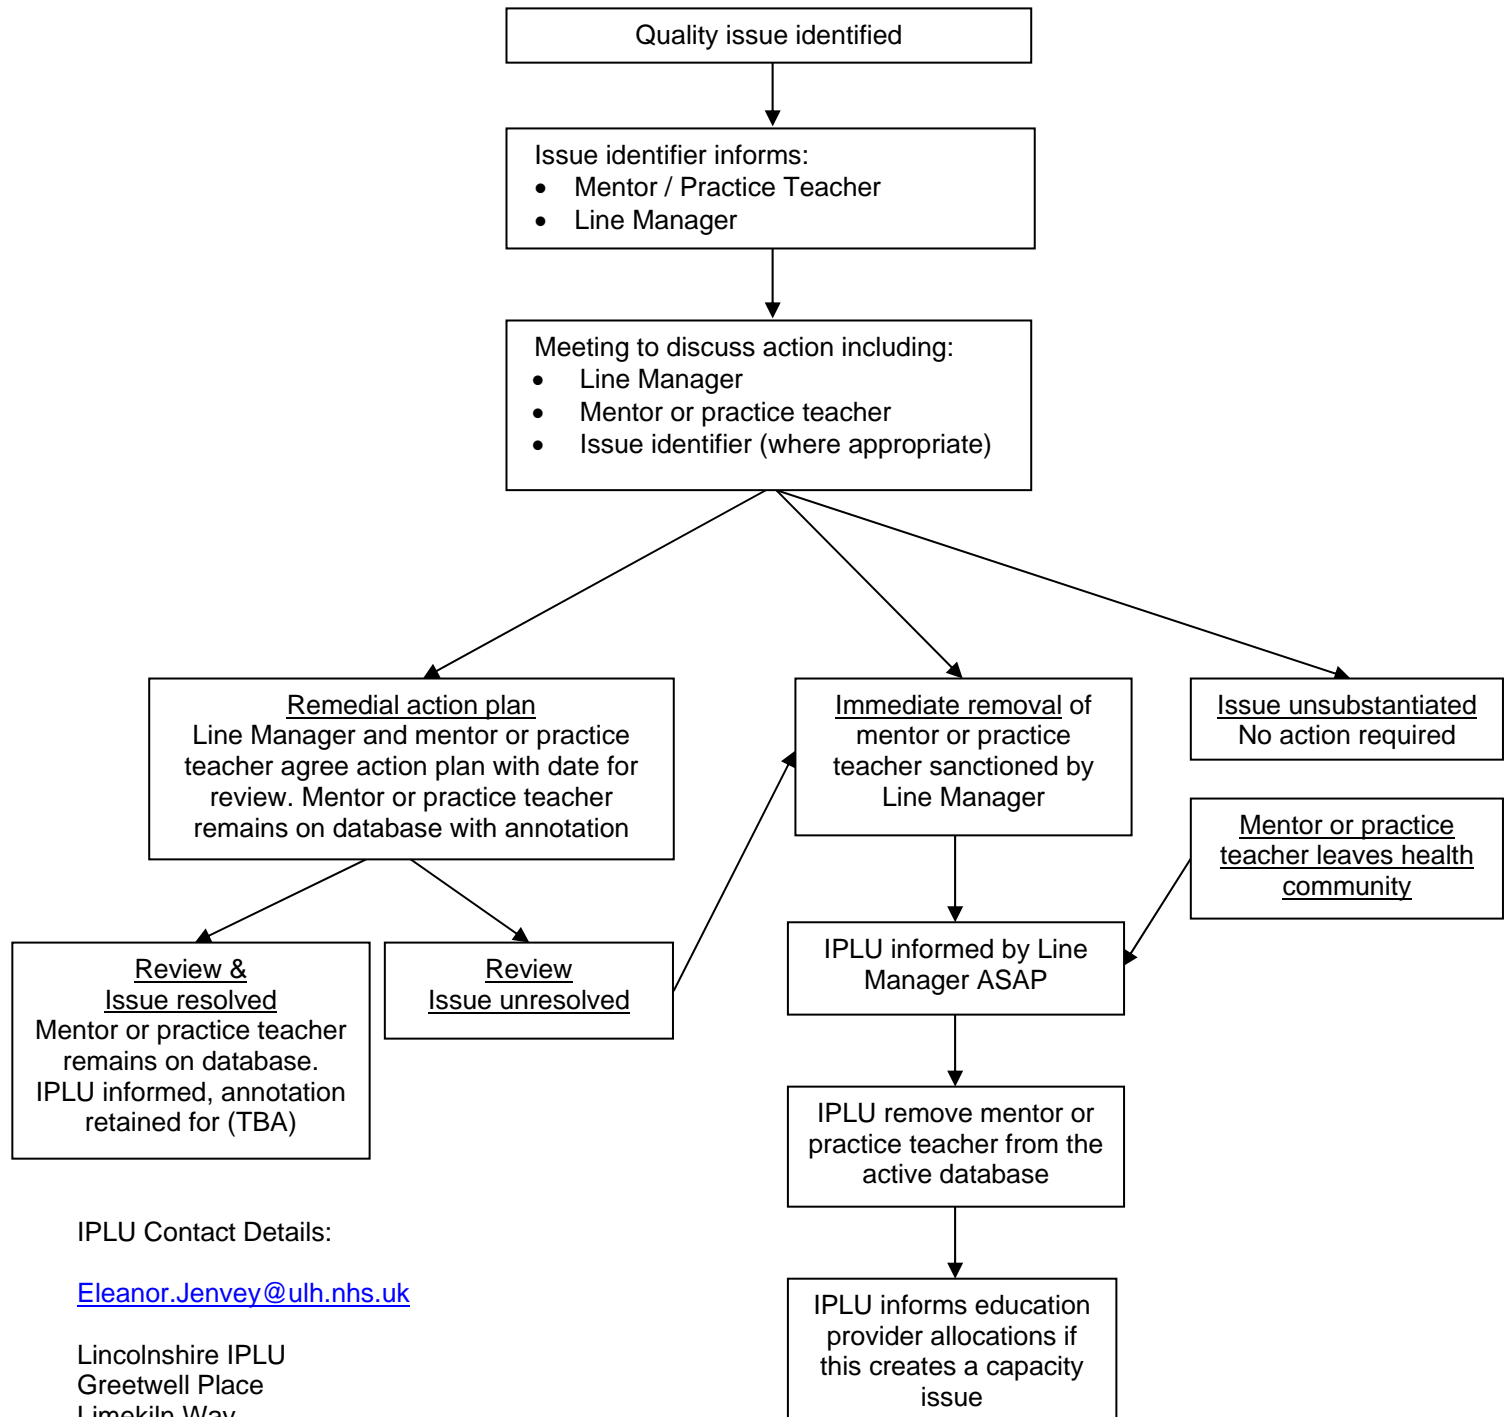 Quality issue identified
Issue identifier informs:
• Mentor / Practice Teacher
• Line Manager
Meeting to discuss action including:
• Line Manager
• Mentor or practice teacher
• Issue identifier (where appropriate)
Remedial action plan
Line Manager and mentor or practice
teacher agree action plan with date for
review. Mentor or practice teacher
remains on database with annotation
Immediate removal of
mentor or practice
teacher sanctioned by
Line Manager
Issue unsubstantiated
No action required
Mentor or practice
teacher leaves health
community
Review &
Issue resolved
Mentor or practice teacher
remains on database.
IPLU informed, annotation
retained for (TBA)
Review
Issue unresolved
IPLU informed by Line
Manager ASAP
IPLU remove mentor or
practice teacher from the
active database
IPLU informs education
provider allocations if
this creates a capacity
issue
IPLU Contact Details:
Eleanor.Jenvey@ulh.nhs.uk
Lincolnshire IPLU
Greetwell Place
Limekiln Way